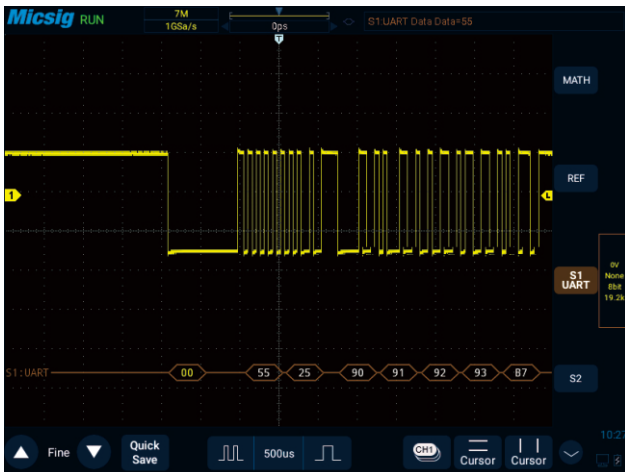 Micsig RUN
7M
1GSa/s
0ps
S1:UART Data Data=55
T
MATH
REF
1
L
S1
UART
0V
None
8bit
19.2k
S1:UART
00
55
25
90
91
92
93
B7
S2
10:27
Fine
Quick
Save
500us
CH1
Cursor
Cursor